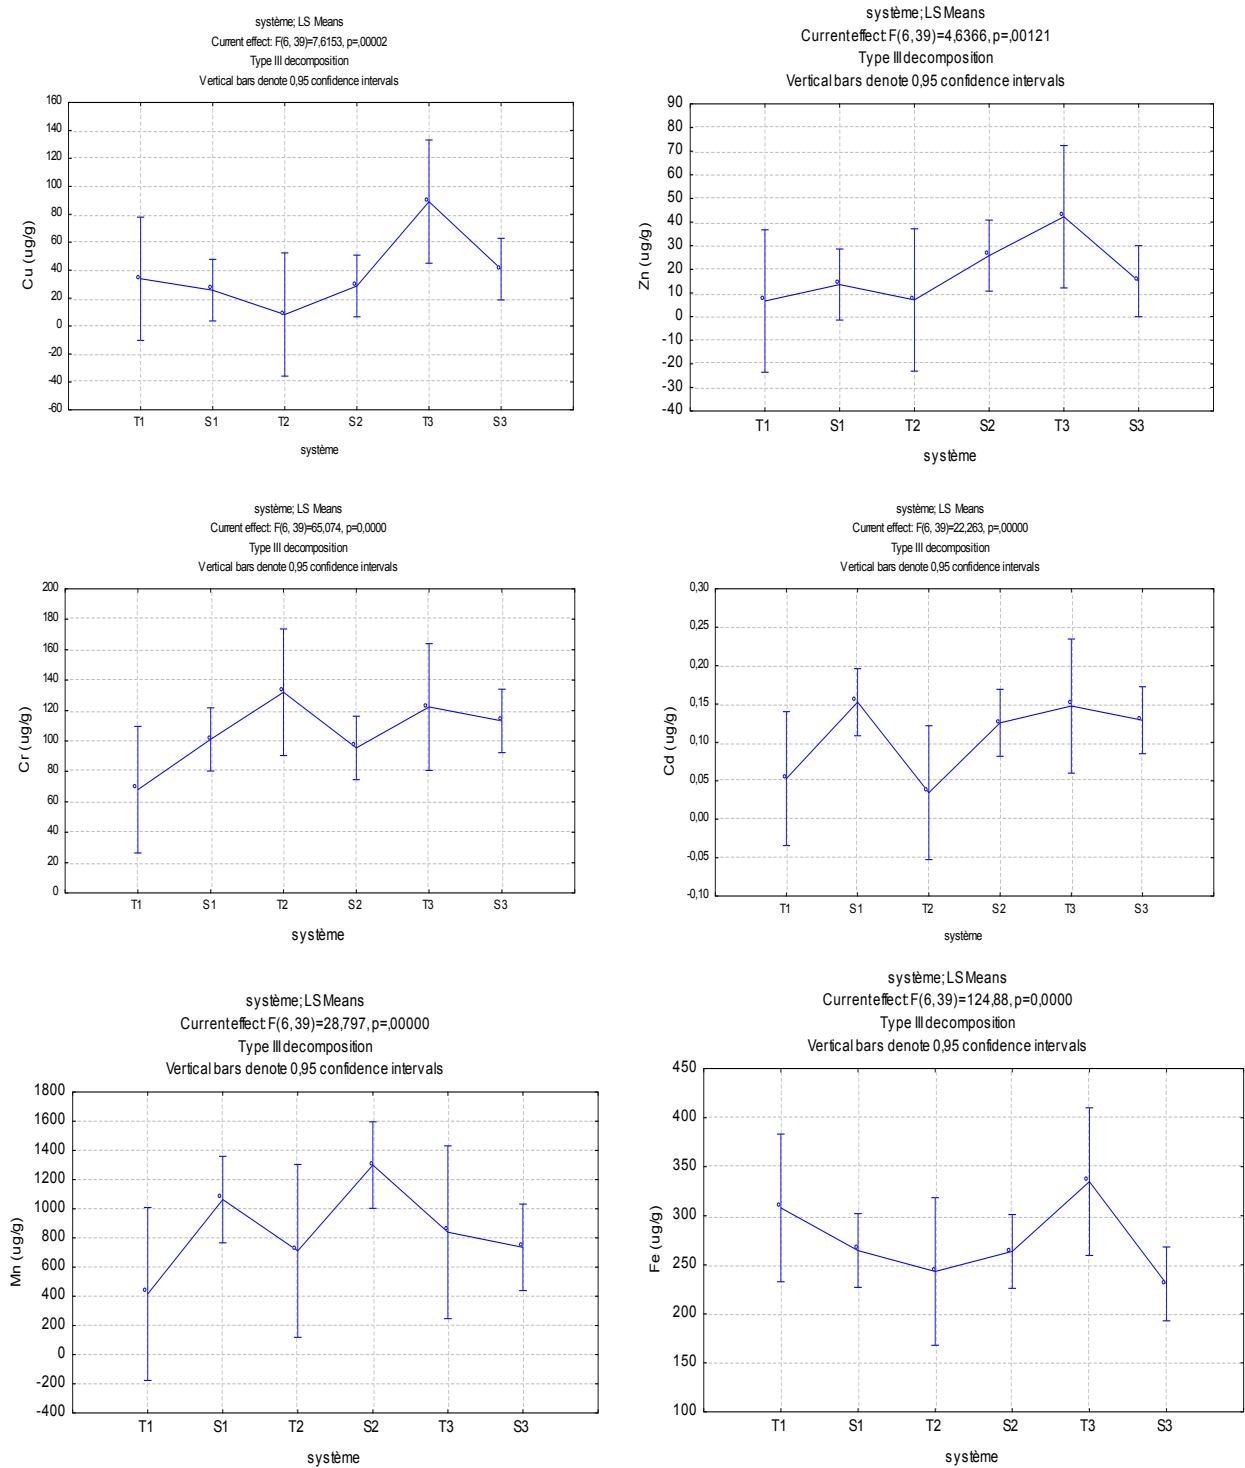 système; LS Means
Current effect: F(6, 39)=7,6153, p=,00002
Type III decomposition
Vertical bars denote 0,95 confidence intervals
160
140
120
100
80
60
40
20
0
-20
-40
-60
Cu (ug/g)
T1 S1 T2 S2 T3 S3
système
système; LS Means
Current effect: F(6, 39)=4,6366, p=,00121
Type III decomposition
Vertical bars denote 0,95 confidence intervals
90
80
70
60
50
40
30
20
10
0
-10
-20
-30
-40
Zn (ug/g)
T1 S1 T2 S2 T3 S3
système
système; LS Means
Current effect: F(6, 39)=65,074, p=0,0000
Type III decomposition
Vertical bars denote 0,95 confidence intervals
200
180
160
140
120
100
80
60
40
20
0
Cr (ug/g)
T1 S1 T2 S2 T3 S3
système
système; LS Means
Current effect: F(6, 39)=22,263, p=,00000
Type III decomposition
Vertical bars denote 0,95 confidence intervals
0,30
0,25
0,20
0,15
0,10
0,05
0,00
-0,05
-0,10
Cd (ug/g)
T1 S1 T2 S2 T3 S3
système
système; LS Means
Current effect: F(6, 39)=28,797, p=,00000
Type III decomposition
Vertical bars denote 0,95 confidence intervals
1800
1600
1400
1200
1000
800
600
400
200
0
-200
-400
Mn (ug/g)
T1 S1 T2 S2 T3 S3
système
système; LS Means
Current effect: F(6, 39)=124,88, p=0,0000
Type III decomposition
Vertical bars denote 0,95 confidence intervals
450
400
350
300
250
200
150
100
Fe (ug/g)
T1 S1 T2 S2 T3 S3
système